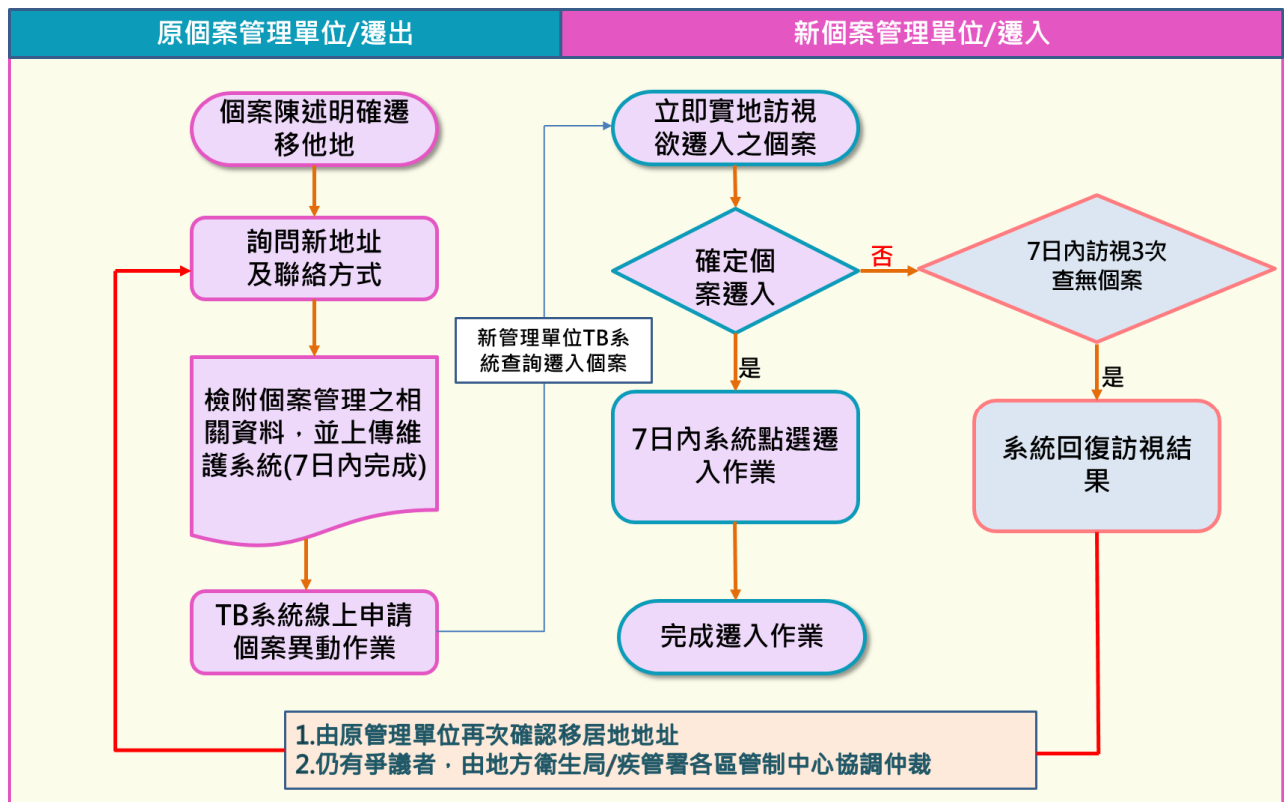 原個案管理單位/遷出
新個案管理單位/遷入
個案陳述明確遷
移他地
詢問新地址
及聯絡方式
檢附個案管理之相
關資料，並上傳維
護系統(7日內完成)
TB系統線上申請
個案異動作業
新管理單位TB系
統查詢遷入個案
立即實地訪視
欲遷入之個案
確定個
案遷入
否
是
7日內系統點選遷
入作業
完成遷入作業
7日內訪視3次
查無個案
是
系統回復訪視結
果
1.由原管理單位再次確認移居地地址
2.仍有爭議者，由地方衛生局/疾管署各區管制中心協調仲裁